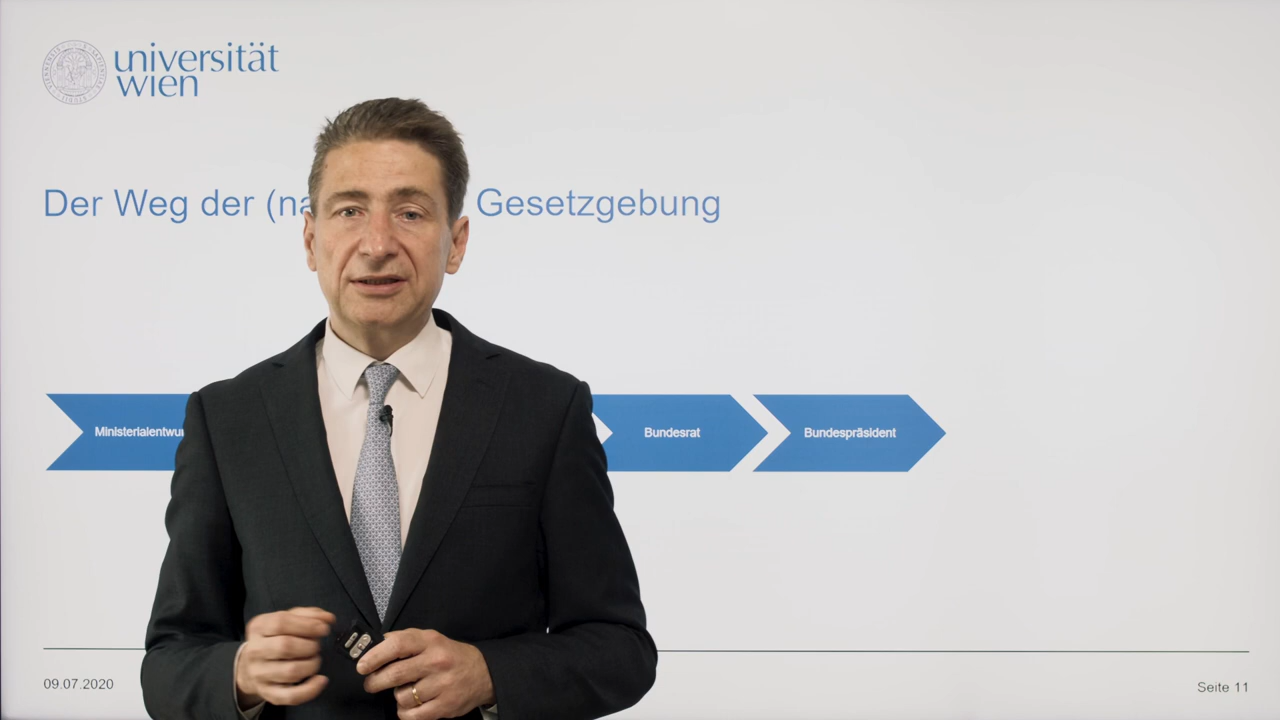 universität
wien
Der Weg der (na Gesetzgebung
Ministerialentwu
Bundesrat
Bundespräsident
09.07.2020
Seite 11